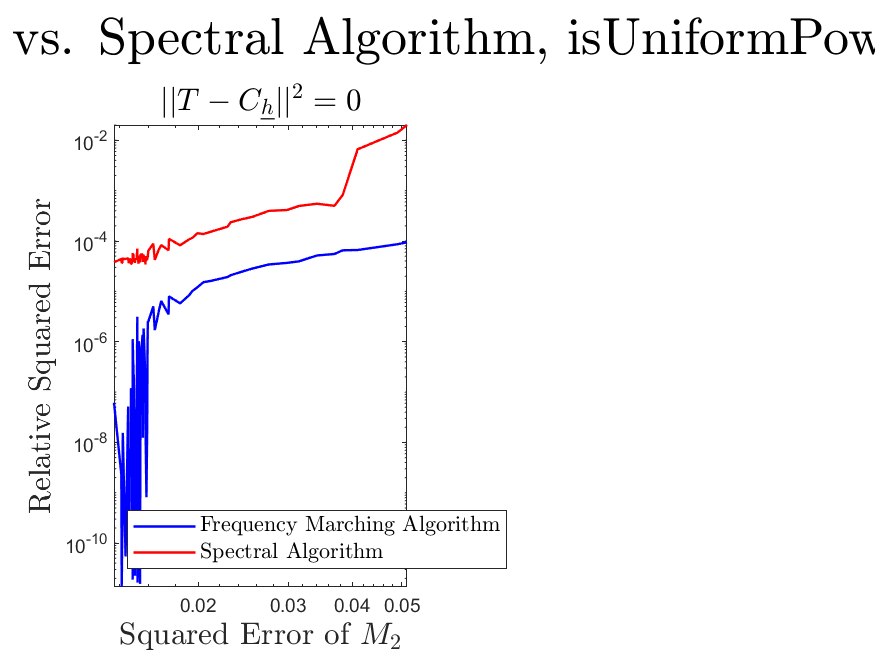 vs. Spectral Algorithm, isUniformPow
||T − C_h||² = 0
10⁻²
10⁻⁴
10⁻⁶
10⁻⁸
10⁻¹⁰
Relative Squared Error
Frequency Marching Algorithm
Spectral Algorithm
0.02 0.03 0.04 0.05
Squared Error of M₂